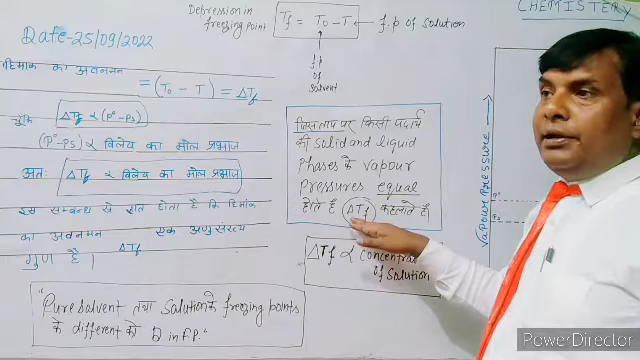 Date-25/09/2022
हिमांक का अवनमन
= (T₀ - T) = ΔTf
चूंकि ΔTf ∝ (P° - Ps)
(P° - Ps) ∝ विलेय का मोल प्रभाज
अतः ΔTf ∝ विलेय का मोल प्रभाज
इस सम्बन्ध से ज्ञात होता है कि हिमांक
का अवनमन ΔTf एक अणुसंख्य
गुण है।
"Pure solvent तथा Solution के freezing points
के different को D in F.P."
Depression in
freezing point
Tf = T₀ - T
f.p of solution
f.p
of
solvent
जिस ताप पर किसी पदार्थ
की solid and liquid
Phases के vapour
Pressures equal
होते हैं ΔTf कहलाते हैं
ΔTf ∝ Concentrat
of Solution
CHEMISTRY
Vapour Pressure
PowerDirector